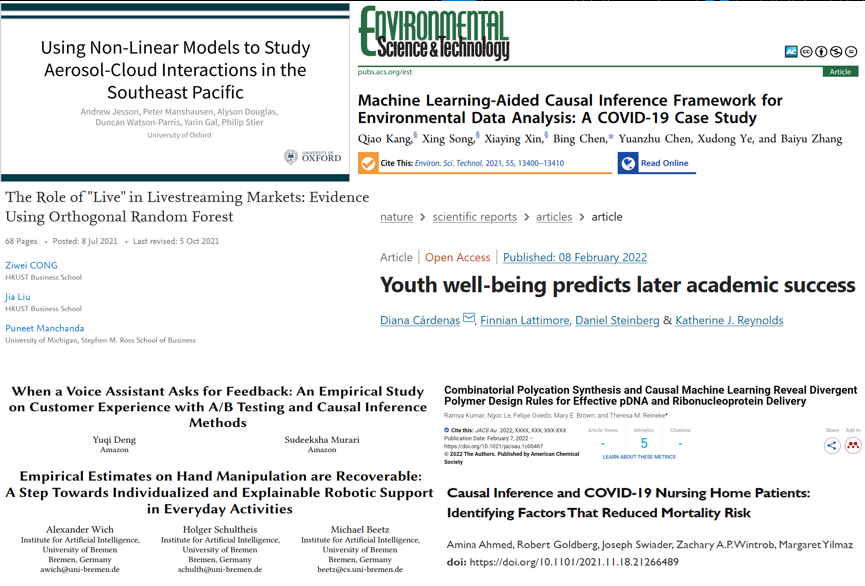 Using Non-Linear Models to Study
Aerosol-Cloud Interactions in the
Southeast Pacific
Andrew Jesson, Peter Manshausen, Alyson Douglas,
Duncan Watson-Parris, Yarin Gal, Philip Stier
University of Oxford
UNIVERSITY OF
OXFORD
ENVIRONMENTAL
Science & Technology
pubs.acs.org/est
Article
Machine Learning-Aided Causal Inference Framework for
Environmental Data Analysis: A COVID-19 Case Study
Qiao Kang,§ Xing Song,§ Xiaying Xin,§ Bing Chen,* Yuanzhu Chen, Xudong Ye, and Baiyu Zhang
Cite This: Environ. Sci. Technol. 2021, 55, 13400−13410
Read Online
The Role of "Live" in Livestreaming Markets: Evidence
Using Orthogonal Random Forest
68 Pages • Posted: 8 Jul 2021 • Last revised: 5 Oct 2021
Ziwei CONG
HKUST Business School
Jia Liu
HKUST Business School
Puneet Manchanda
University of Michigan, Stephen M. Ross School of Business
nature > scientific reports > articles > article
Article | Open Access | Published: 08 February 2022
Youth well-being predicts later academic success
Diana Cárdenas, Finnian Lattimore, Daniel Steinberg & Katherine J. Reynolds
When a Voice Assistant Asks for Feedback: An Empirical Study
on Customer Experience with A/B Testing and Causal Inference
Methods
Yuqi Deng Sudeeksha Murari
Amazon Amazon
Combinatorial Polycation Synthesis and Causal Machine Learning Reveal Divergent
Polymer Design Rules for Effective pDNA and Ribonucleoprotein Delivery
Ramya Kumar, Ngoc Le, Felipe Oviedo, Mary E. Brown, and Theresa M. Reineke*
Cite this: JACS Au 2022, XXXX, XXX, XXX-XXX
Publication Date: February 7, 2022
https://doi.org/10.1021/jacsau.1c00467
© 2022 The Authors. Published by American Chemical
Society
Article Views Altmetric Citations
- 5 -
LEARN ABOUT THESE METRICS
Share Add to
Empirical Estimates on Hand Manipulation are Recoverable:
A Step Towards Individualized and Explainable Robotic Support
in Everyday Activities
Alexander Wich Holger Schultheis Michael Beetz
Institute for Artificial Intelligence, Institute for Artificial Intelligence, Institute for Artificial Intelligence,
University of Bremen University of Bremen University of Bremen
Bremen, Germany Bremen, Germany Bremen, Germany
awich@uni-bremen.de schulth@uni-bremen.de beetz@cs.uni-bremen.de
Causal Inference and COVID-19 Nursing Home Patients:
Identifying Factors That Reduced Mortality Risk
Amina Ahmed, Robert Goldberg, Joseph Swiader, Zachary A.P. Wintrob, Margaret Yilmaz
doi: https://doi.org/10.1101/2021.11.18.21266489